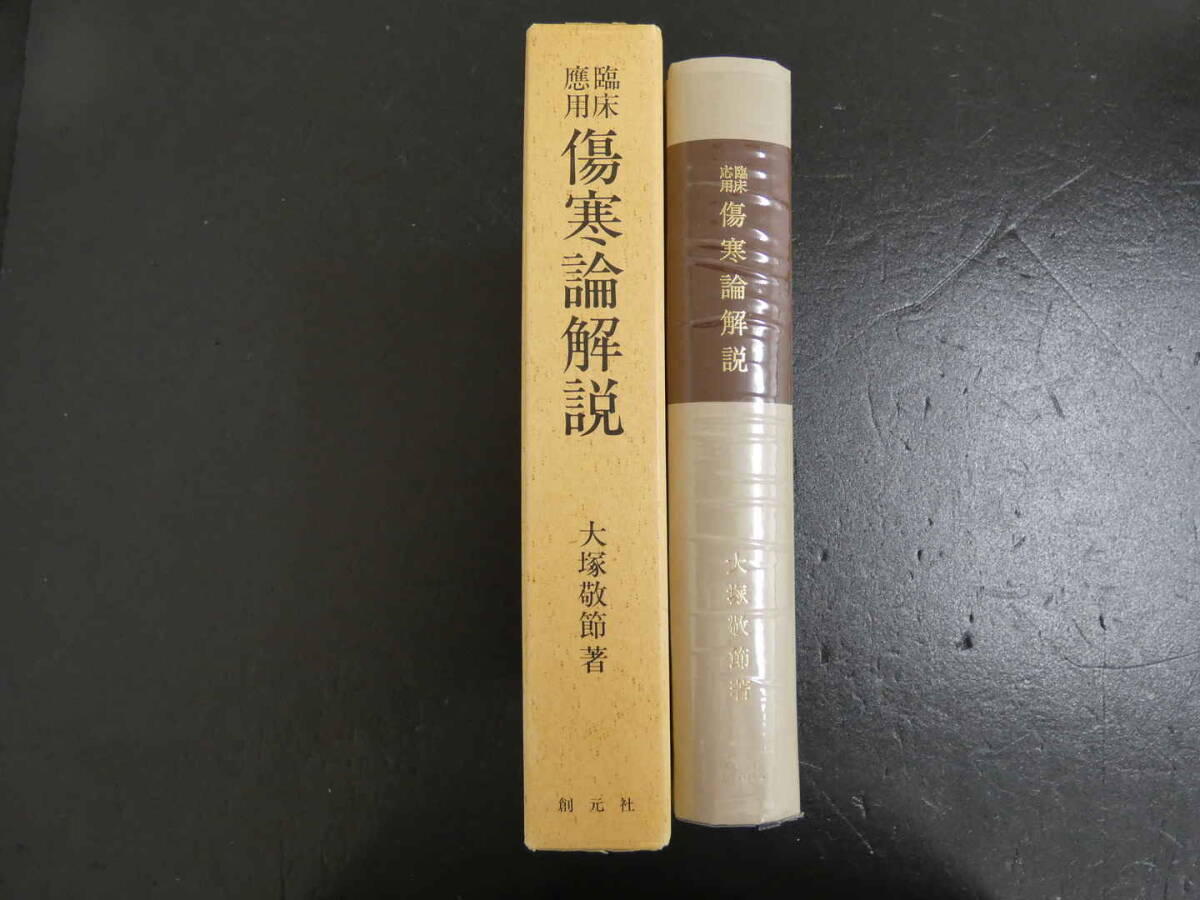 臨床
應用
傷寒論解説
大塚敬節著
創元社
臨床
応用
傷寒論解説
大塚敬節著